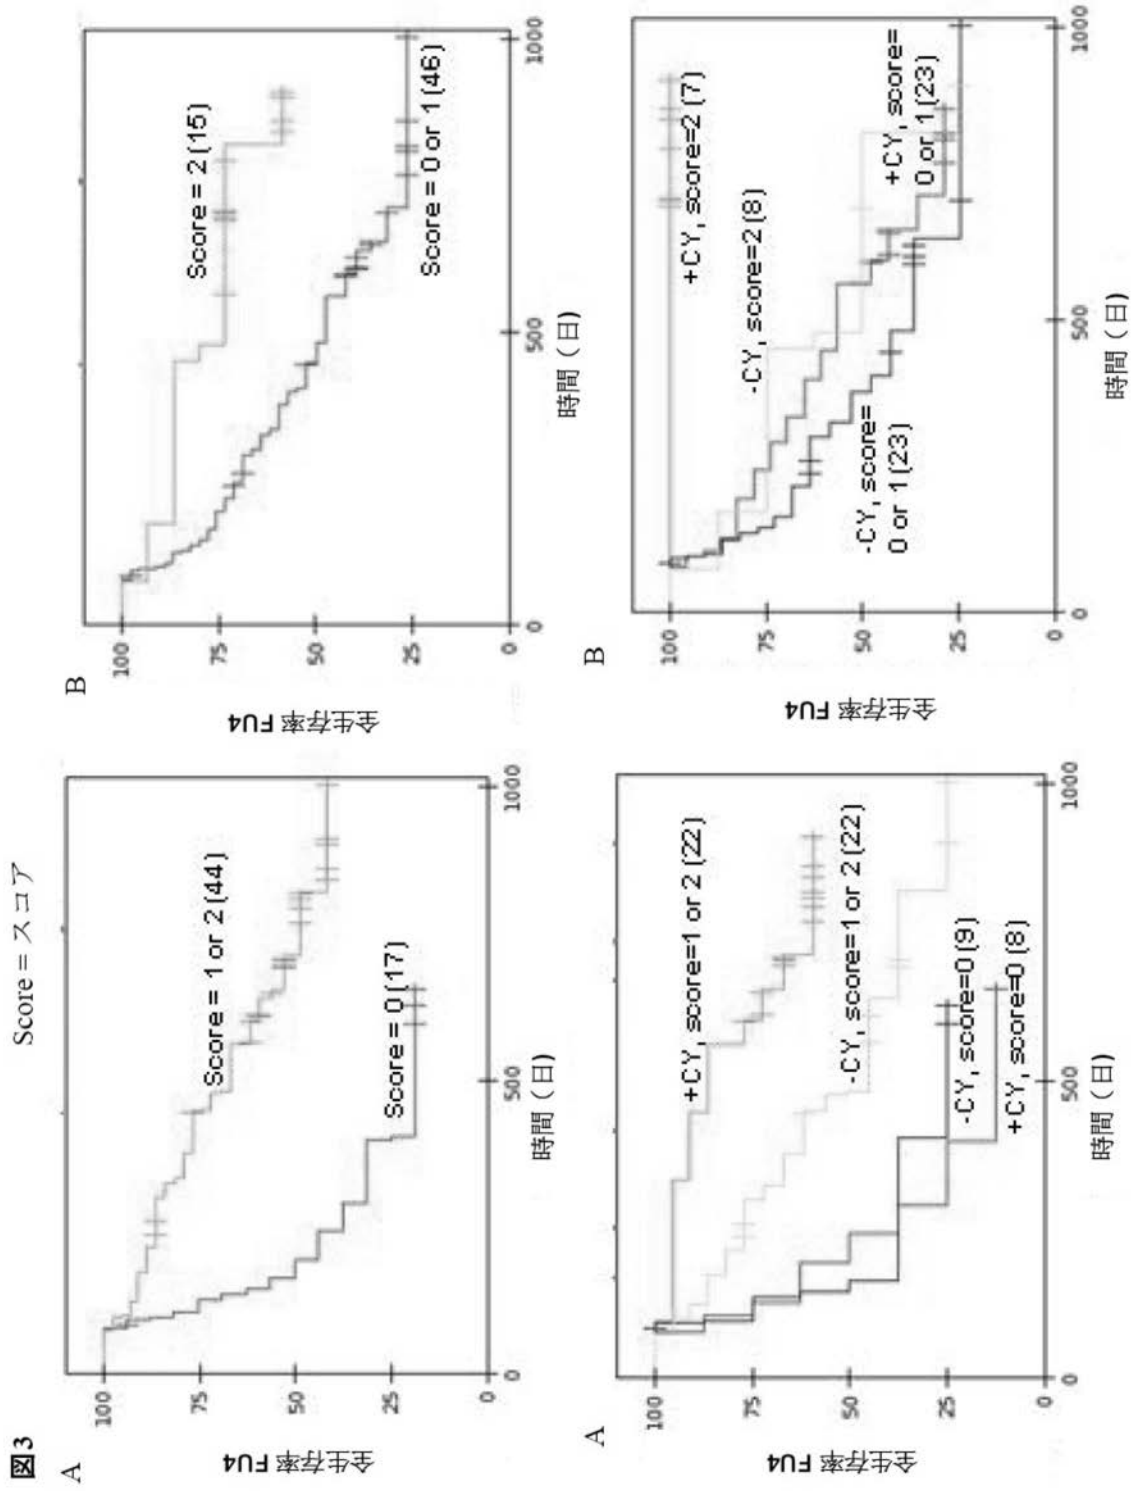 図3
Score = スコア
A
全生存率 FU4
100
75
50
25
0
Score = 1 or 2 (44)
Score = 0 (17)
0
500
1000
時間（日）
B
全生存率 FU4
100
75
50
25
0
Score = 2 (15)
Score = 0 or 1 (46)
0
500
1000
時間（日）
A
全生存率 FU4
100
75
50
25
0
+CY, score=1 or 2 (22)
-CY, score=1 or 2 (22)
-CY, score=0 (9)
+CY, score=0 (8)
0
500
1000
時間（日）
B
全生存率 FU4
100
75
50
25
0
+CY, score=2 (7)
-CY, score=2 (8)
-CY, score=
0 or 1 (23)
+CY, score=
0 or 1 (23)
0
500
1000
時間（日）